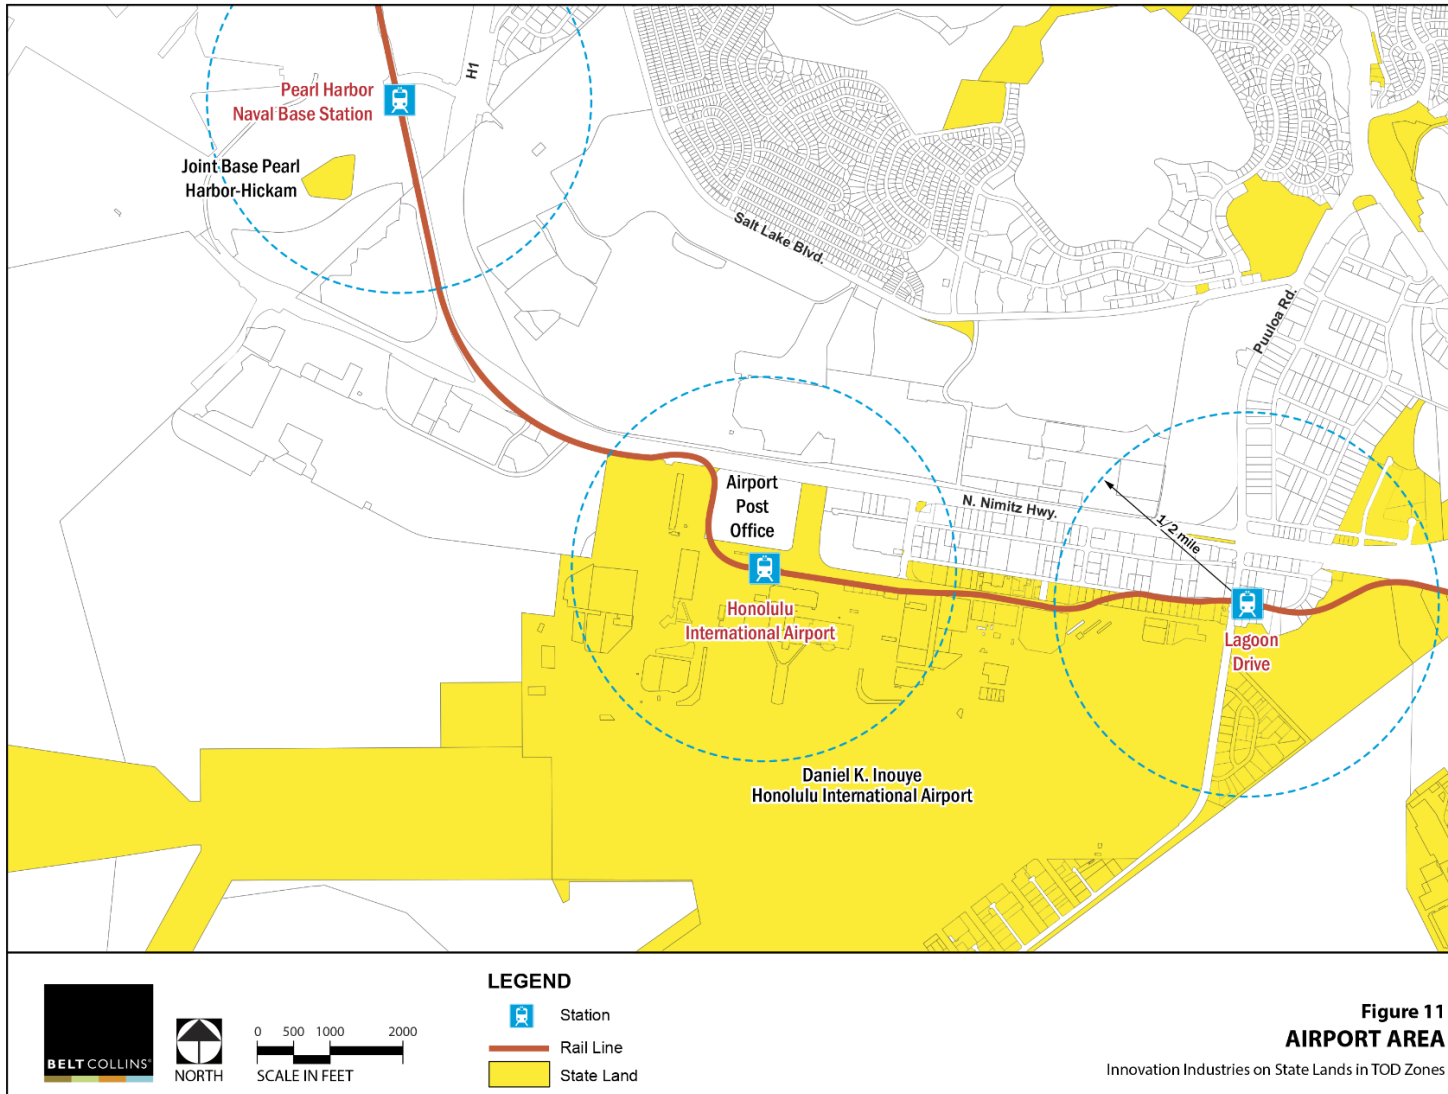 H1
Pearl Harbor
Naval Base Station
Joint Base Pearl
Harbor-Hickam
Salt Lake Blvd.
Puuloa Rd.
Airport
Post
Office
N. Nimitz Hwy.
1/2 mile
Honolulu
International Airport
Lagoon
Drive
Daniel K. Inouye
Honolulu International Airport
BELT COLLINS®
NORTH
0 500 1000 2000
SCALE IN FEET
LEGEND
Station
Rail Line
State Land
Figure 11
AIRPORT AREA
Innovation Industries on State Lands in TOD Zones